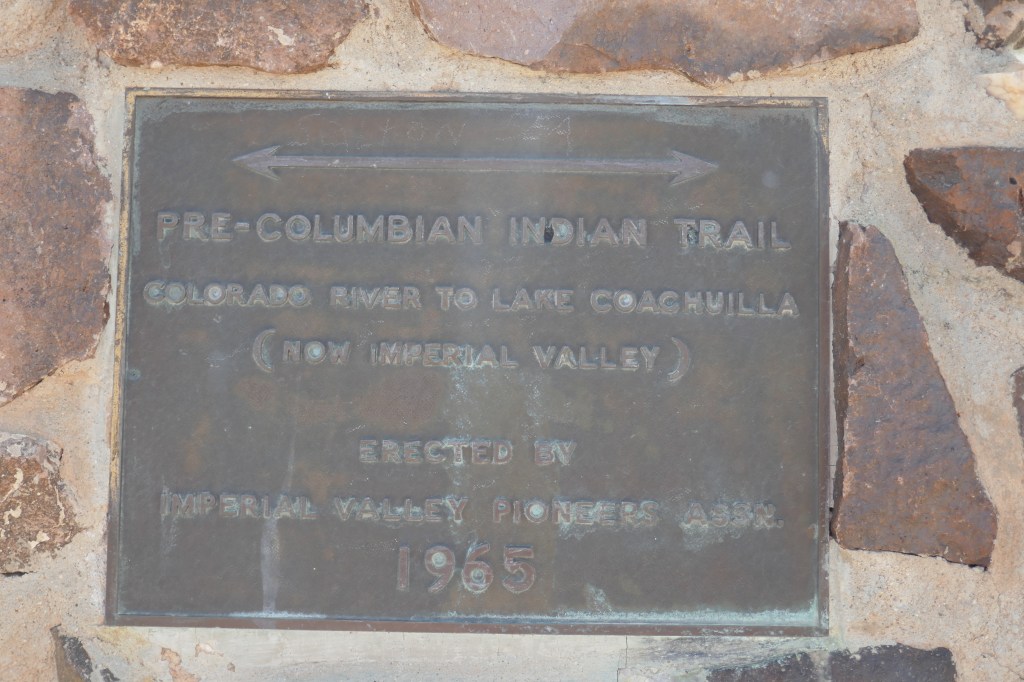 PRE-COLUMBIAN INDIAN TRAIL
COLORADO RIVER TO LAKE COACHUILLA
(NOW IMPERIAL VALLEY)
ERECTED BY
IMPERIAL VALLEY PIONEERS ASSN.
1965